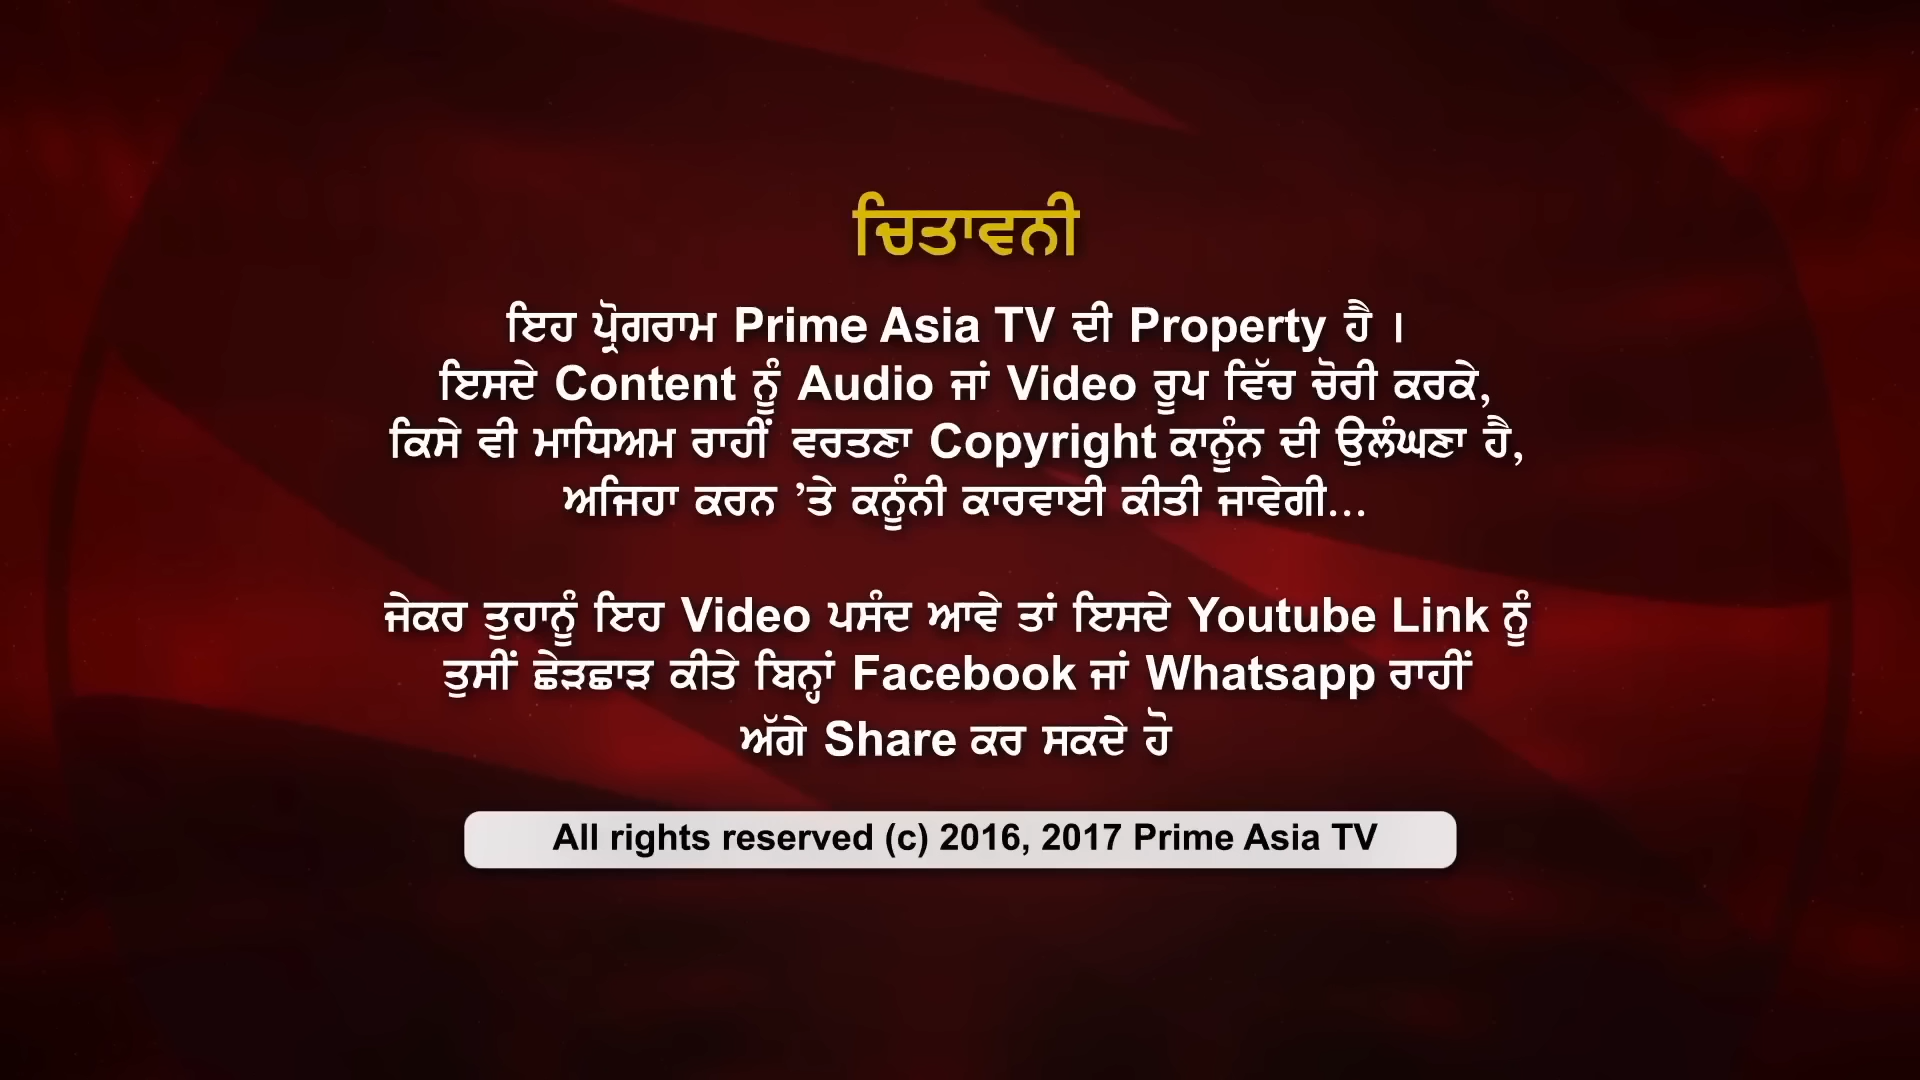 ਚਿਤਾਵਨੀ
ਇਹ ਪ੍ਰੋਗਰਾਮ Prime Asia TV ਦੀ Property ਹੈ ।
ਇਸਦੇ Content ਨੂੰ Audio ਜਾਂ Video ਰੂਪ ਵਿੱਚ ਚੋਰੀ ਕਰਕੇ,
ਕਿਸੇ ਵੀ ਮਾਧਿਅਮ ਰਾਹੀਂ ਵਰਤਣਾ Copyright ਕਾਨੂੰਨ ਦੀ ਉਲੰਘਣਾ ਹੈ,
ਅਜਿਹਾ ਕਰਨ ’ਤੇ ਕਨੂੰਨੀ ਕਾਰਵਾਈ ਕੀਤੀ ਜਾਵੇਗੀ...
ਜੇਕਰ ਤੁਹਾਨੂੰ ਇਹ Video ਪਸੰਦ ਆਵੇ ਤਾਂ ਇਸਦੇ Youtube Link ਨੂੰ
ਤੁਸੀਂ ਛੇੜਛਾੜ ਕੀਤੇ ਬਿਨ੍ਹਾਂ Facebook ਜਾਂ Whatsapp ਰਾਹੀਂ
ਅੱਗੇ Share ਕਰ ਸਕਦੇ ਹੋ
All rights reserved (c) 2016, 2017 Prime Asia TV